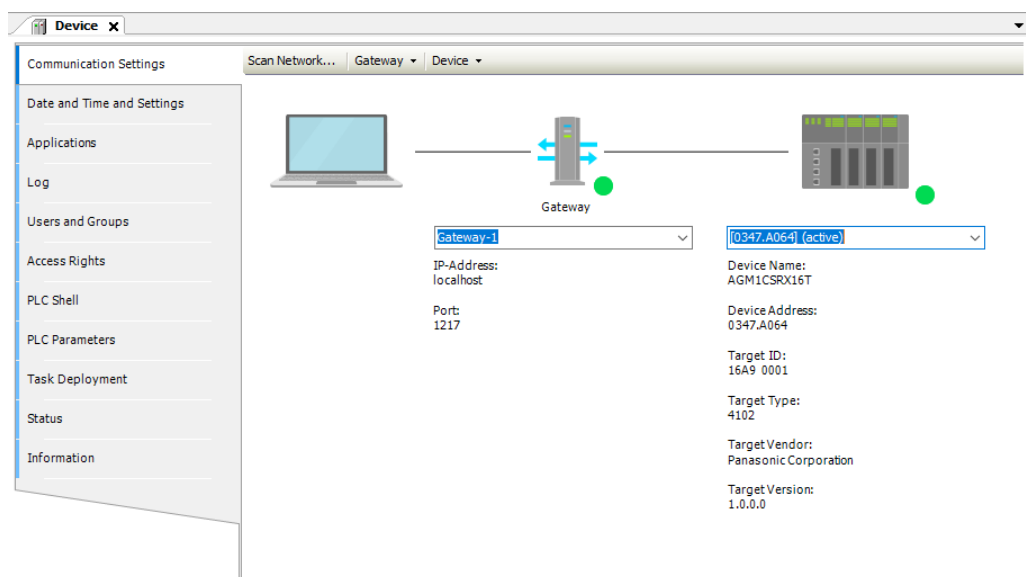 Device
Communication Settings
Scan Network... Gateway Device
Date and Time and Settings
Applications
Log
Users and Groups
Access Rights
PLC Shell
PLC Parameters
Task Deployment
Status
Information
Gateway
Gateway-1
IP-Address:
localhost
Port:
1217
[0347.A064] (active)
Device Name:
AGM1CSRX16T
Device Address:
0347.A064
Target ID:
16A9 0001
Target Type:
4102
Target Vendor:
Panasonic Corporation
Target Version:
1.0.0.0